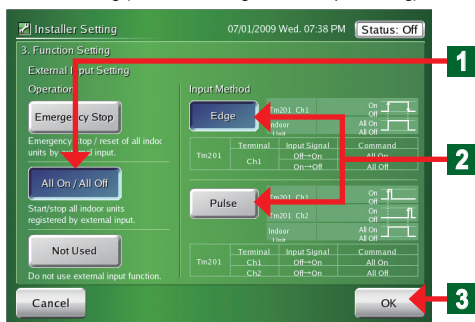 Installer Setting 07/01/2009 Wed. 07:38 PM Status: Off
3. Function Setting
External Input Setting
Operation
Input Method
Emergency Stop
Emergency Stop / reset of all indoor
units by external input.
All On / All Off
Start/stop all indoor units
registered by external input.
Not Used
Do not use external input function.
Edge
Tm201 Ch1 On
Off
Indoor All On
Unit All Off
Terminal Input Signal Command
Tm201 Ch1 Off→On All On
On→Off All Off
Pulse
Tm201 Ch1 On
Off
Tm201 Ch2 On
Off
Indoor All On
Unit All Off
Terminal Input Signal Command
Tm201 Ch1 Off→On All On
Ch2 Off→On All Off
Cancel
OK
1
2
3